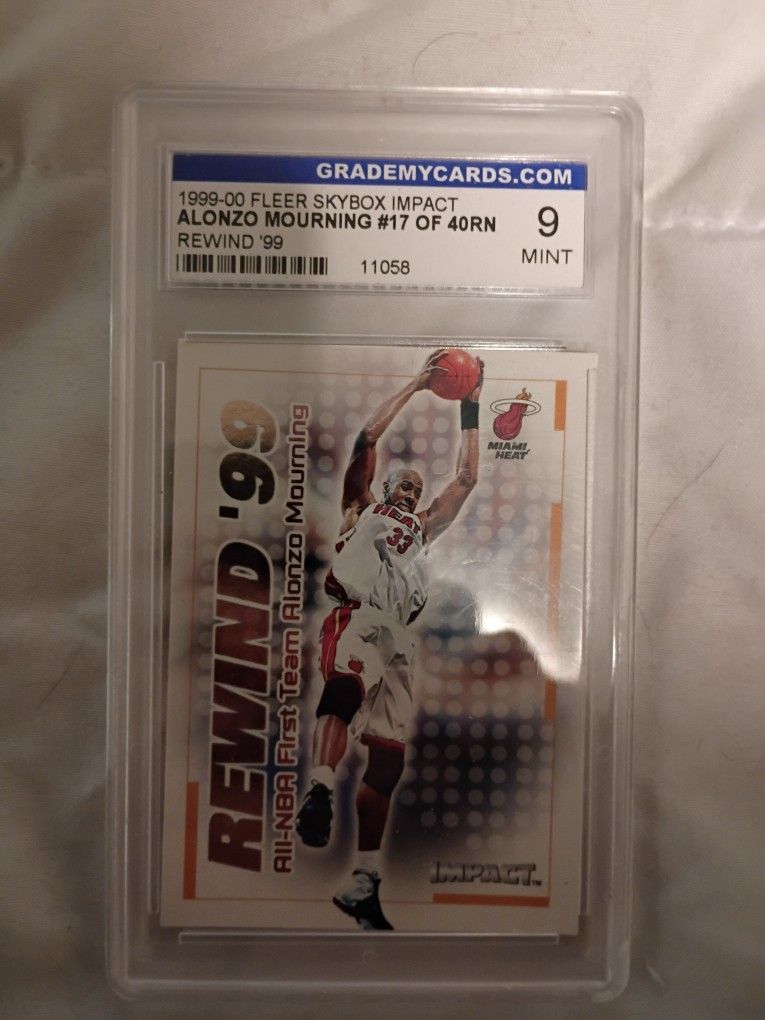 GRADEMYCARDS.COM
1999-00 FLEER SKYBOX IMPACT
ALONZO MOURNING #17 OF 40RN
REWIND '99
9
MINT
11058
REWIND '99
All-NBA First Team Alonzo Mourning
MIAMI
HEAT
HEAT
33
IMPACT™